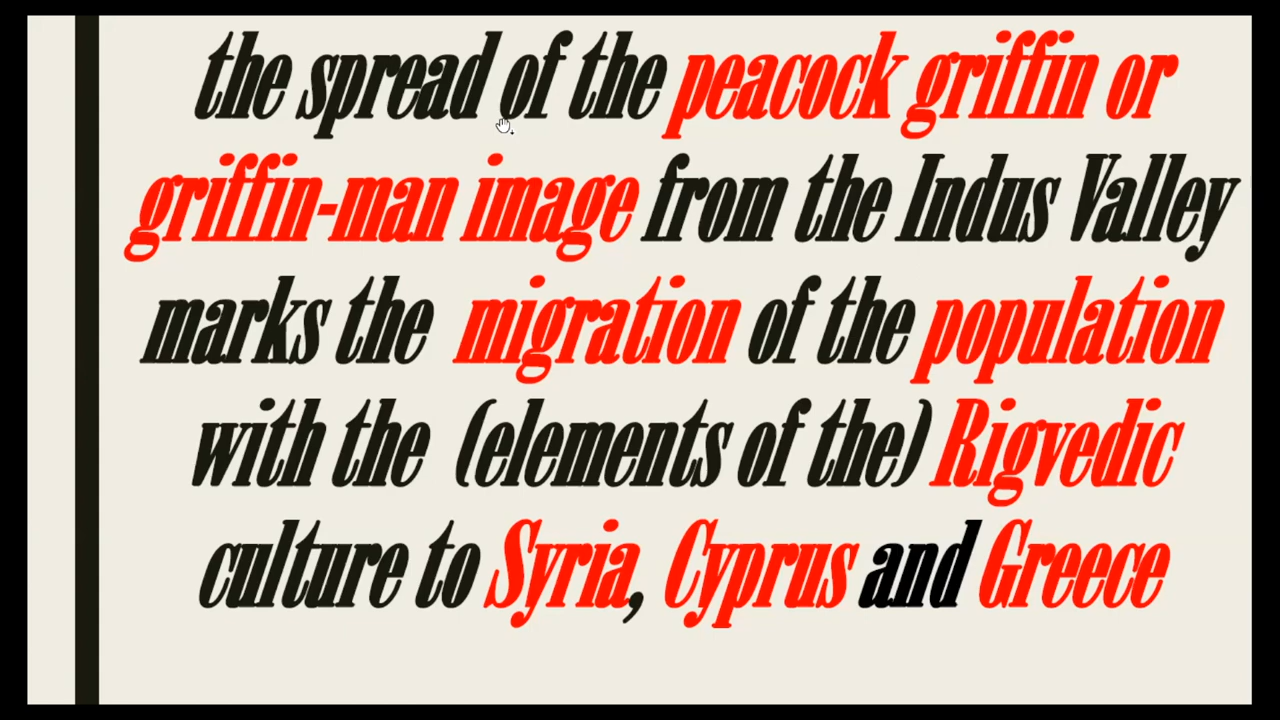 the spread of the peacock griffin or
griffin-man image from the Indus Valley
marks the migration of the population
with the (elements of the) Rigvedic
culture to Syria, Cyprus and Greece